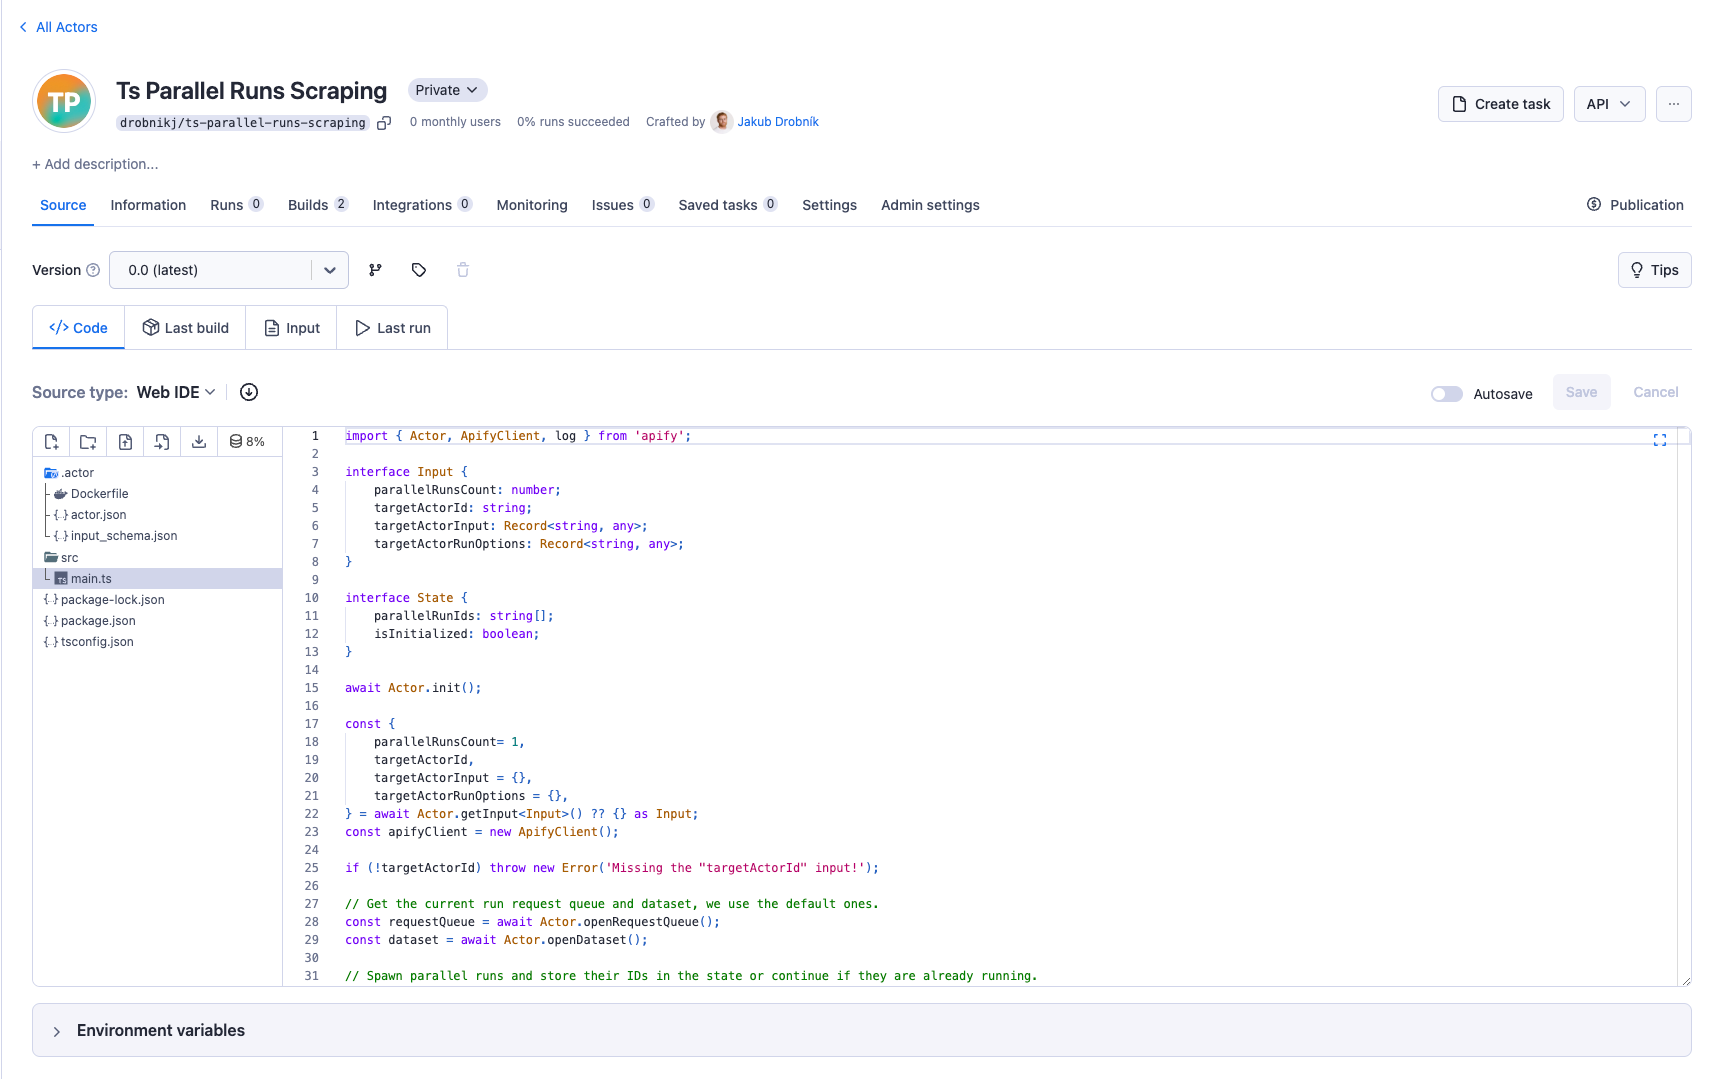 All Actors
TP
Ts Parallel Runs Scraping
Private
drobnikj/ts-parallel-runs-scraping
0 monthly users
0% runs succeeded
Crafted by
Jakub Drobník
Create task
API
...
+ Add description...
Source
Information
Runs 0
Builds 2
Integrations 0
Monitoring
Issues 0
Saved tasks 0
Settings
Admin settings
Publication
Version
0.0 (latest)
Tips
</> Code
Last build
Input
Last run
Source type: Web IDE
Autosave
Save
Cancel
8%
.actor
Dockerfile
{..} actor.json
{..} input_schema.json
src
TS main.ts
{..} package-lock.json
{..} package.json
{..} tsconfig.json
1 import { Actor, ApifyClient, log } from 'apify';
2
3 interface Input {
4 parallelRunsCount: number;
5 targetActorId: string;
6 targetActorInput: Record<string, any>;
7 targetActorRunOptions: Record<string, any>;
8 }
9
10 interface State {
11 parallelRunIds: string[];
12 isInitialized: boolean;
13 }
14
15 await Actor.init();
16
17 const {
18 parallelRunsCount= 1,
19 targetActorId,
20 targetActorInput = {},
21 targetActorRunOptions = {},
22 } = await Actor.getInput<Input>() ?? {} as Input;
23 const apifyClient = new ApifyClient();
24
25 if (!targetActorId) throw new Error('Missing the "targetActorId" input!');
26
27 // Get the current run request queue and dataset, we use the default ones.
28 const requestQueue = await Actor.openRequestQueue();
29 const dataset = await Actor.openDataset();
30
31 // Spawn parallel runs and store their IDs in the state or continue if they are already running.
Environment variables